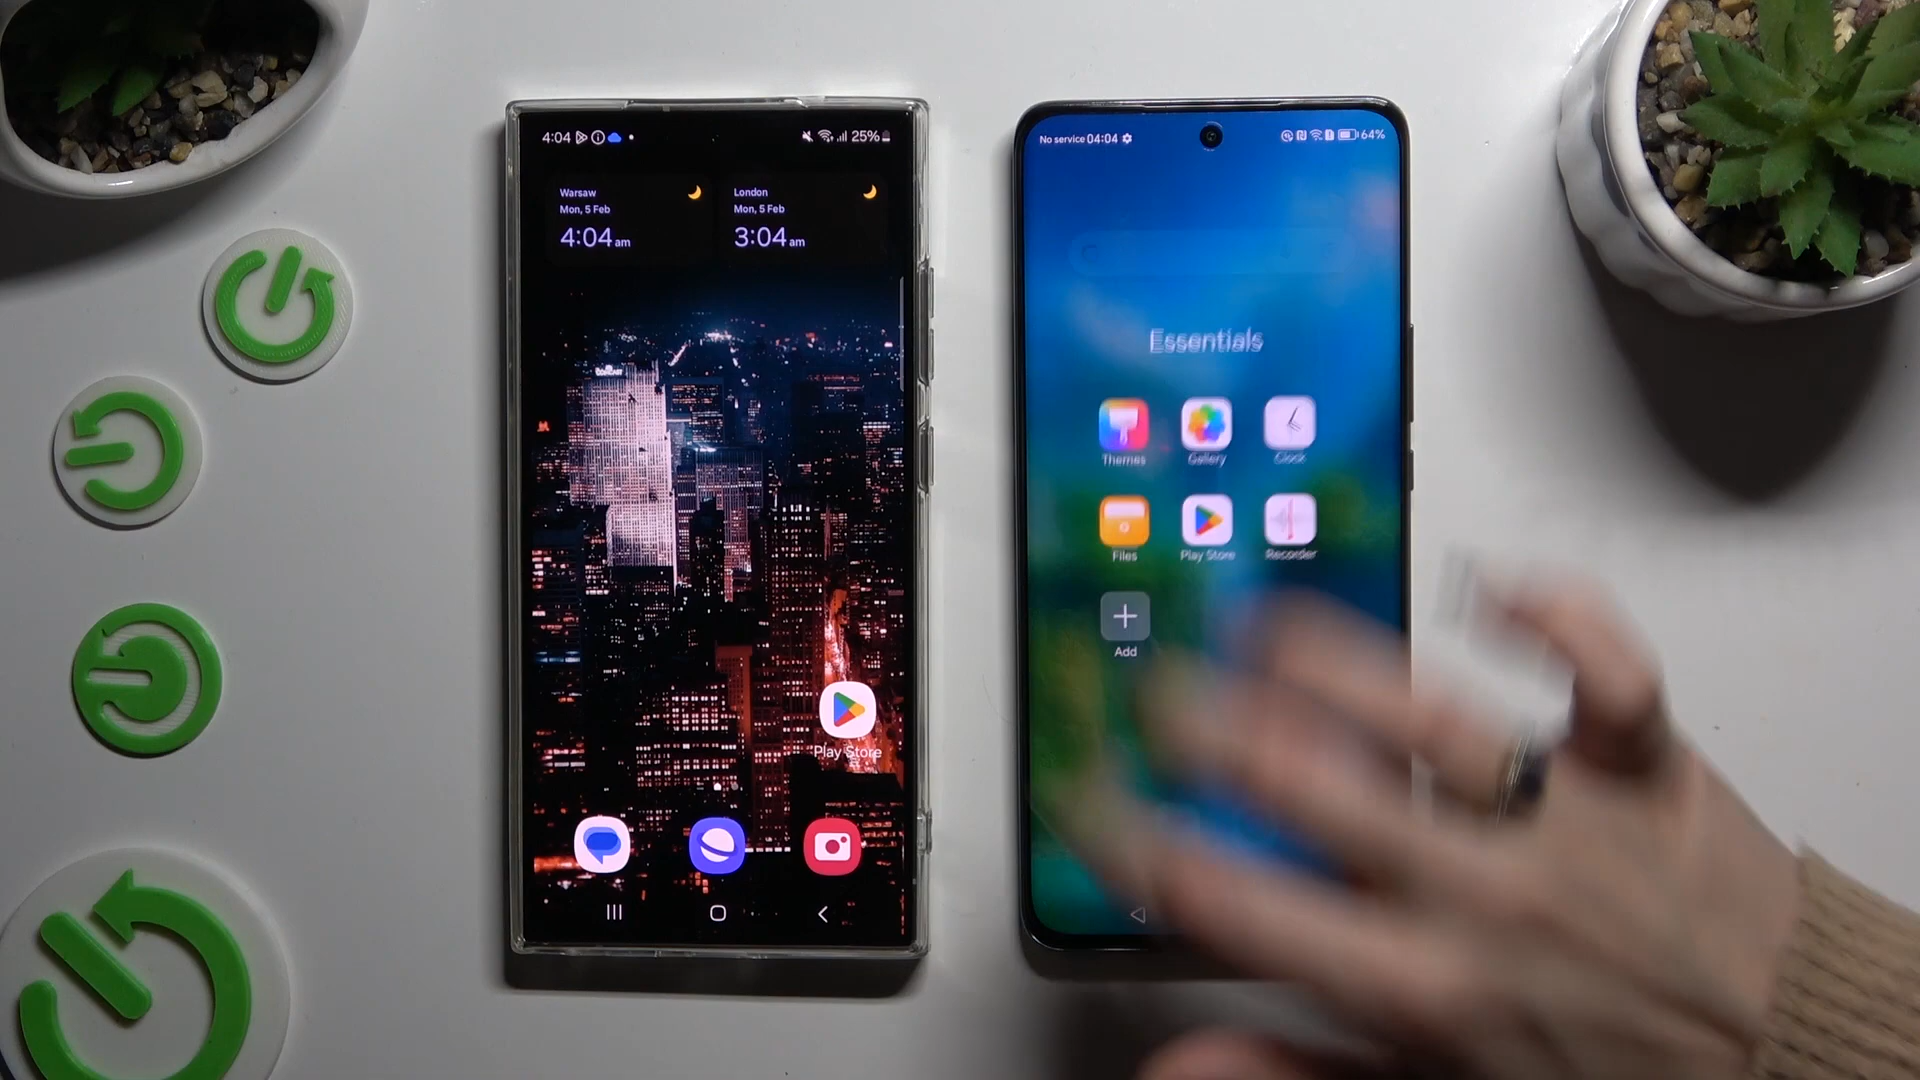 4:04
25%
Warsaw
Mon, 5 Feb
4:04 am
London
Mon, 5 Feb
3:04 am
Play Store
No service 04:04
64%
Essentials
Themes
Gallery
Clock
Files
Play Store
Recorder
Add